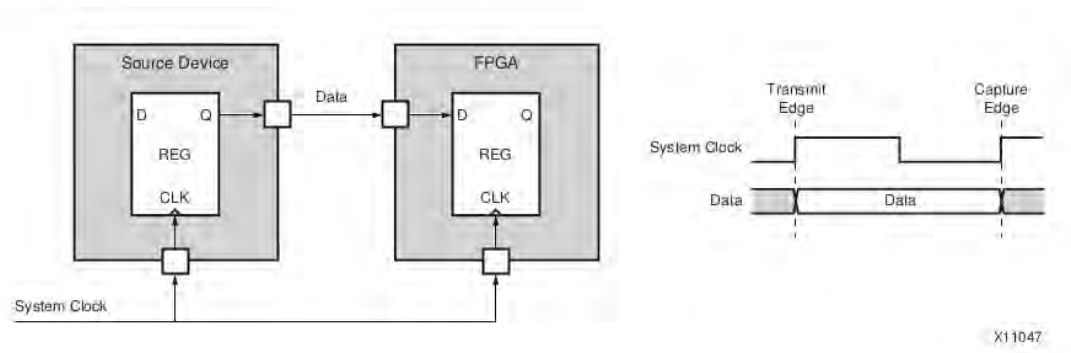 Source Device
FPGA
Data
D Q
REG
CLK
D Q
REG
CLK
System Clock
Transmit
Edge
Capture
Edge
System Clock
Data
Data
X11047